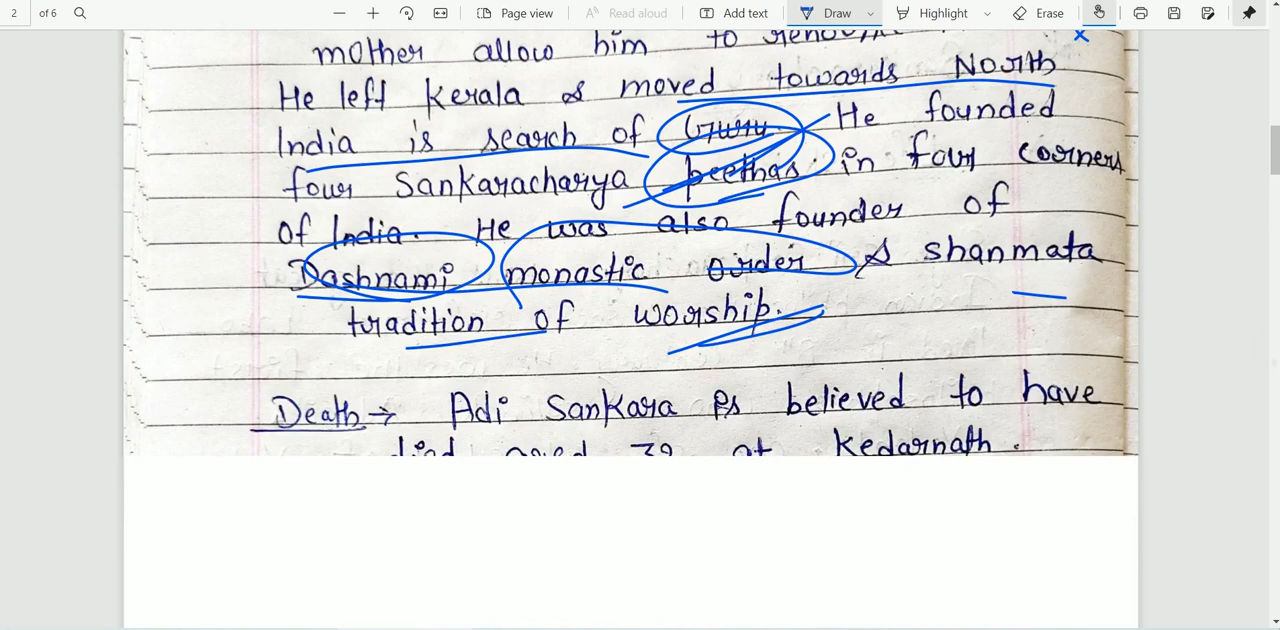 2 of 6 Page view Read aloud Add text Draw Highlight Erase
mother allow him to
He left Kerala & moved towards North
India is search of Guru. He founded
four Sankaracharya peethas in four corners
of India. He was also founder of
Dashnami monastic order & shanmata
tradition of worship.
Death → Adi Sankara is believed to have
at Kedarnath.